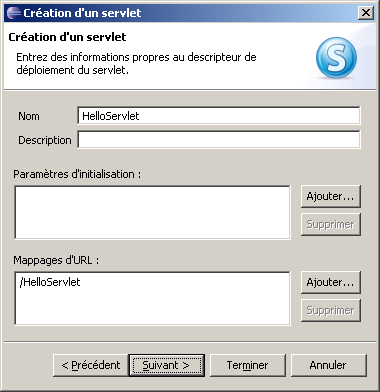 Création d'un servlet
Création d'un servlet
Entrez des informations propres au descripteur de
déploiement du servlet.
S
Nom HelloServlet
Description
Paramètres d'initialisation :
Ajouter...
Supprimer
Mappages d'URL :
/HelloServlet
Ajouter...
Supprimer
< Précédent Suivant > Terminer Annuler